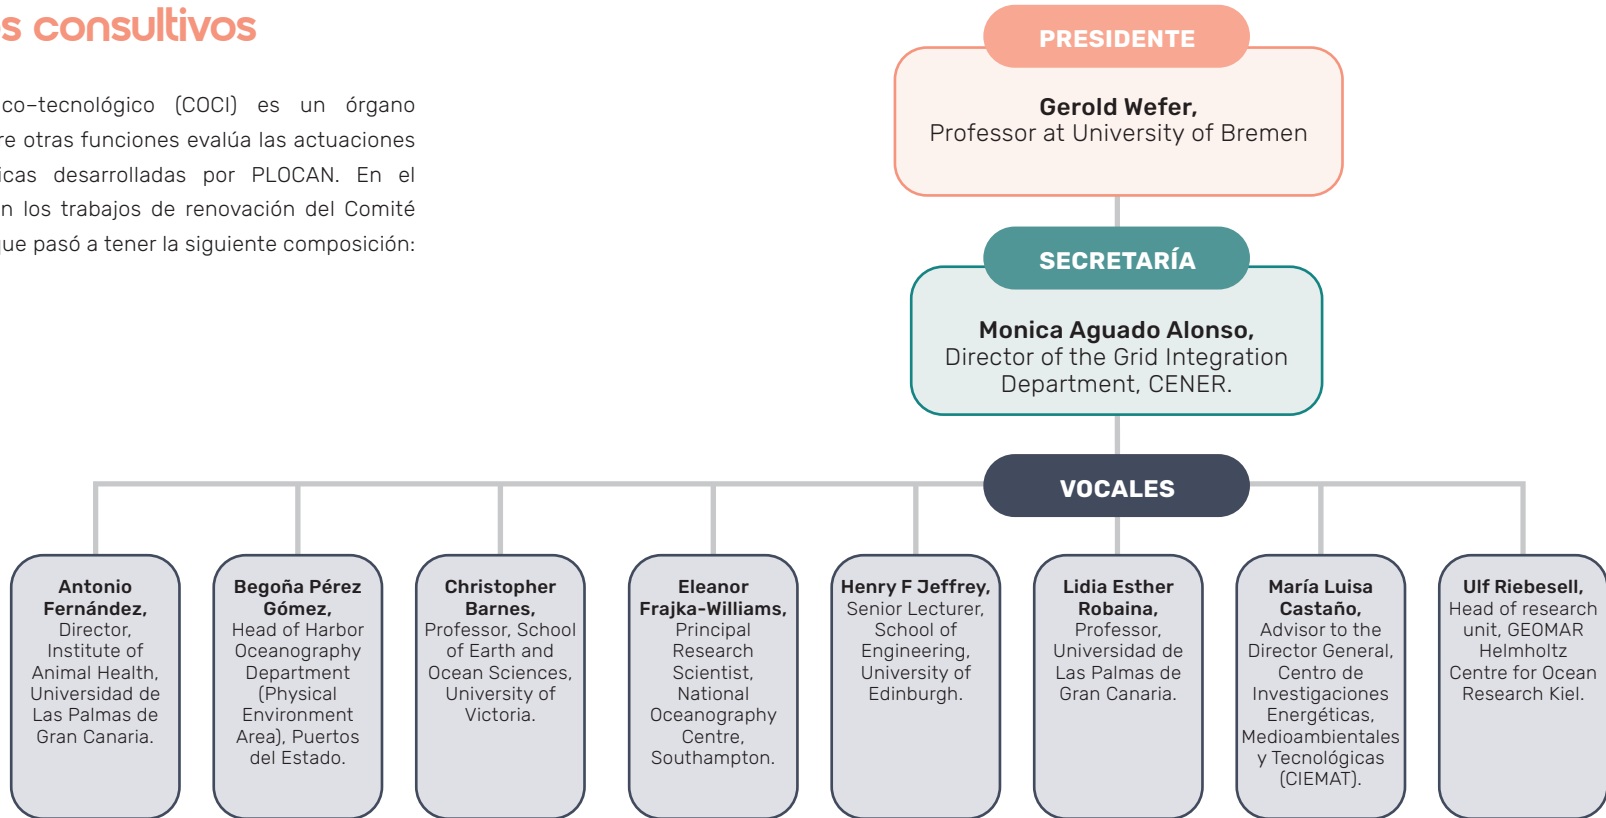 s consultivos
co-tecnológico (COCI) es un órgano
re otras funciones evalúa las actuaciones
icas desarrolladas por PLOCAN. En el
n los trabajos de renovación del Comité
que pasó a tener la siguiente composición:
PRESIDENTE
Gerold Wefer,
Professor at University of Bremen
SECRETARÍA
Monica Aguado Alonso,
Director of the Grid Integration
Department, CENER.
VOCALES
Antonio
Fernández,
Director,
Institute of
Animal Health,
Universidad de
Las Palmas de
Gran Canaria.
Begoña Pérez
Gómez,
Head of Harbor
Oceanography
Department
(Physical
Environment
Area), Puertos
del Estado.
Christopher
Barnes,
Professor, School
of Earth and
Ocean Sciences,
University of
Victoria.
Eleanor
Frajka-Williams,
Principal
Research
Scientist,
National
Oceanography
Centre,
Southampton.
Henry F Jeffrey,
Senior Lecturer,
School of
Engineering,
University of
Edinburgh.
Lidia Esther
Robaina,
Professor,
Universidad de
Las Palmas de
Gran Canaria.
María Luisa
Castaño,
Advisor to the
Director General,
Centro de
Investigaciones
Energéticas,
Medioambientales
y Tecnológicas
(CIEMAT).
Ulf Riebesell,
Head of research
unit, GEOMAR
Helmholtz
Centre for Ocean
Research Kiel.